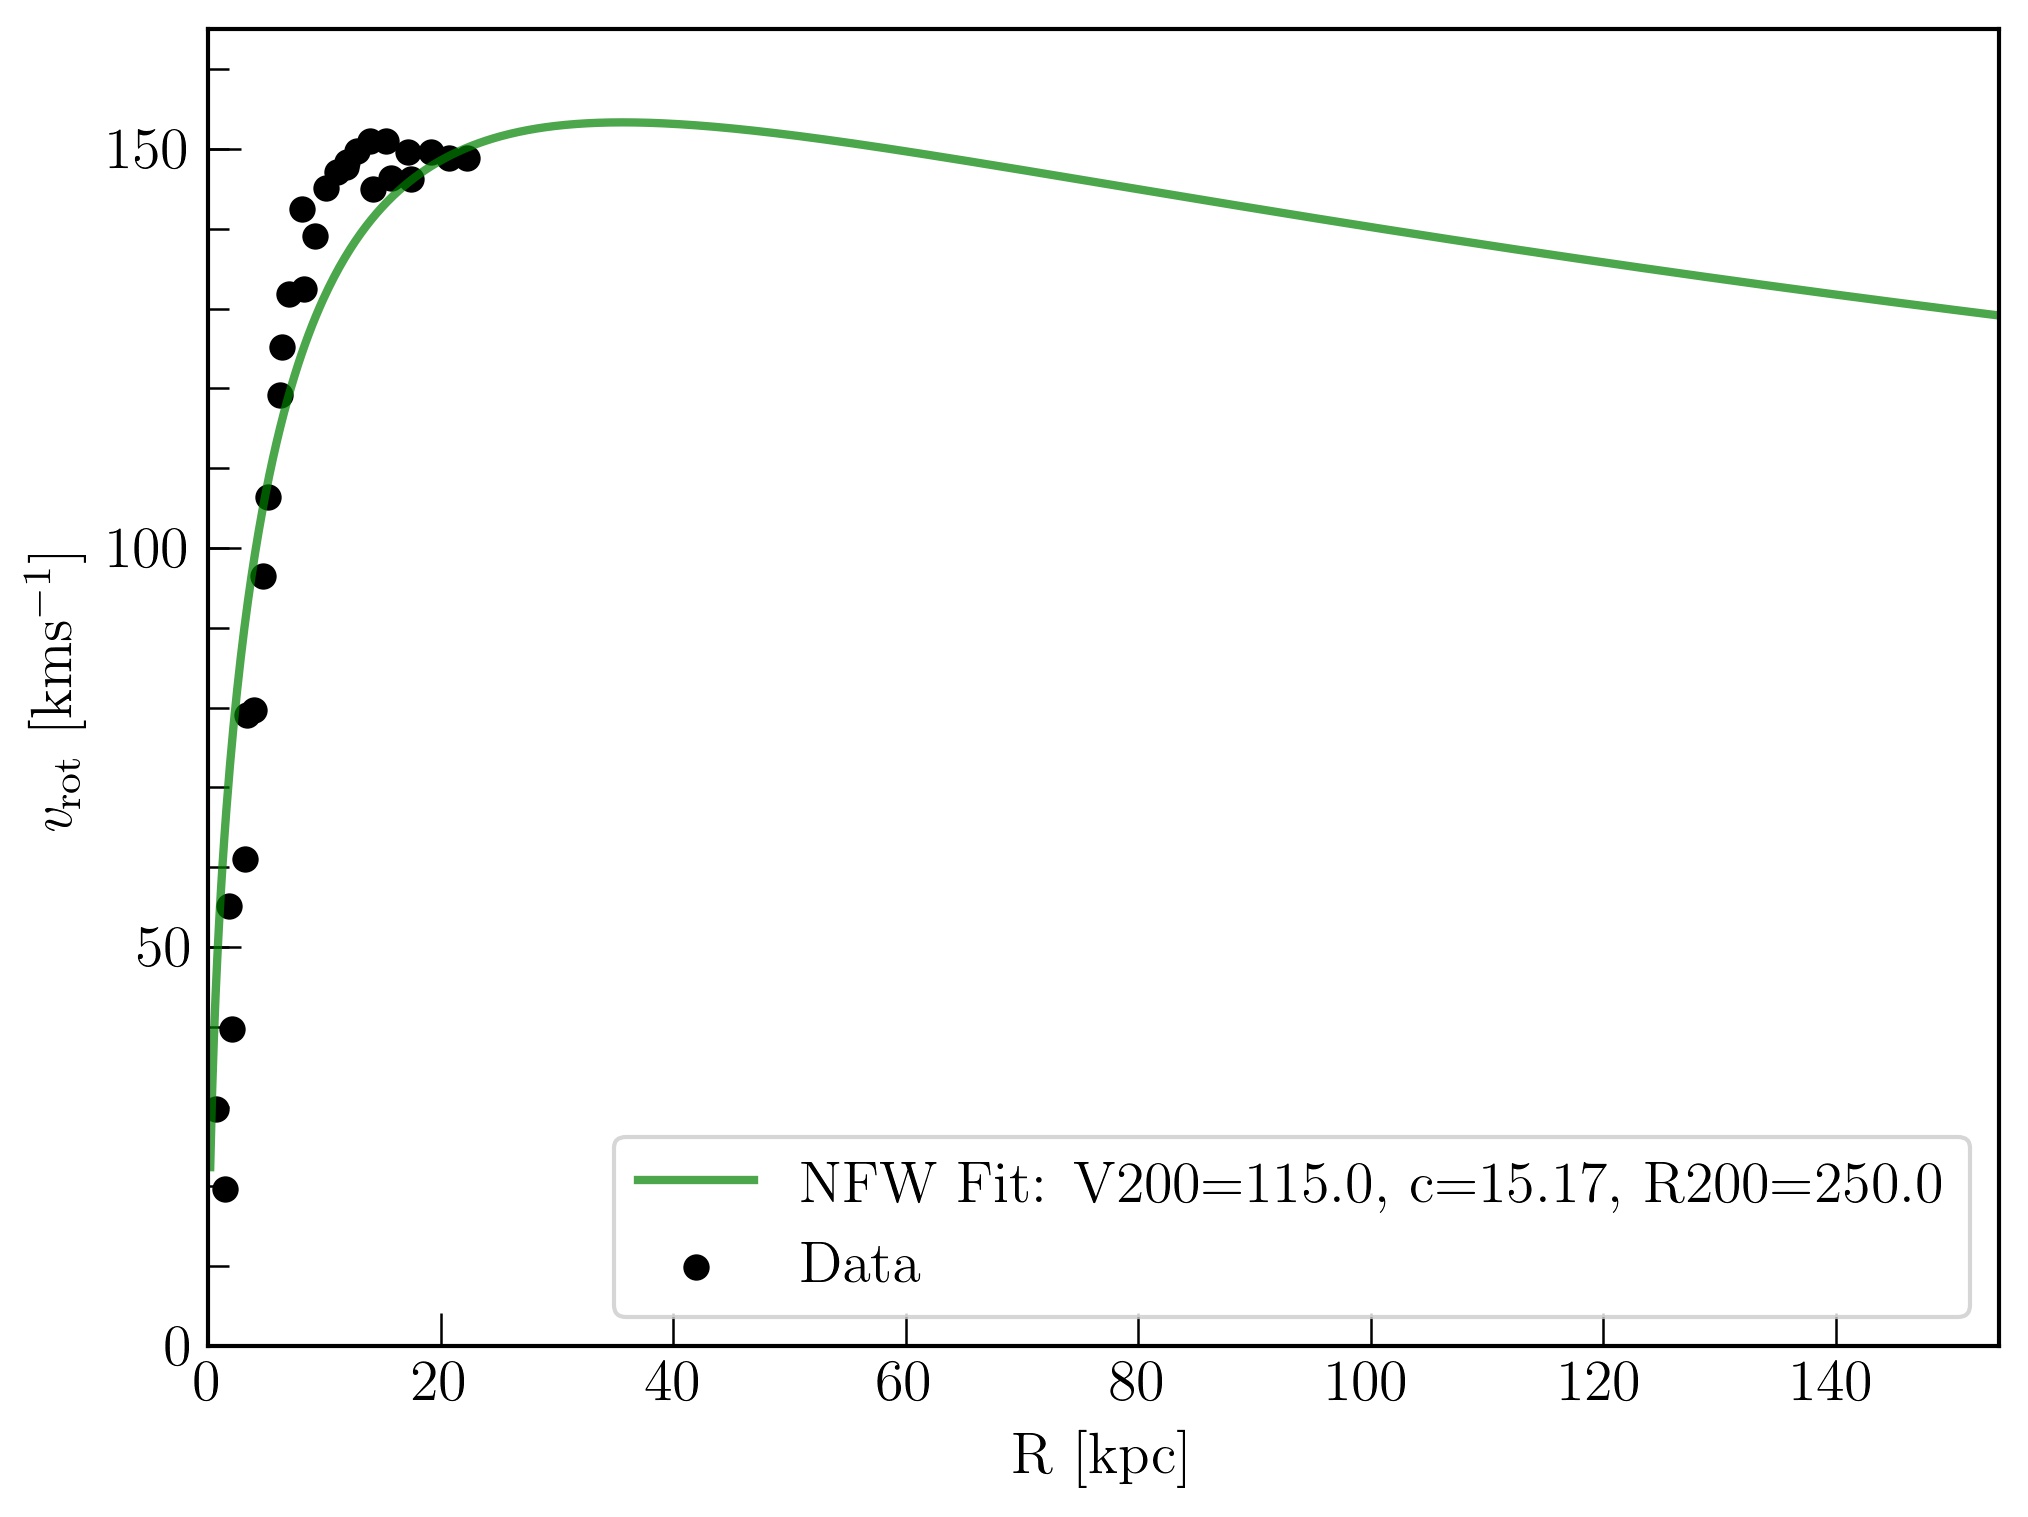 150
100
50
0
v_rot [kms⁻¹]
0 20 40 60 80 100 120 140
R [kpc]
NFW Fit: V200=115.0, c=15.17, R200=250.0
Data